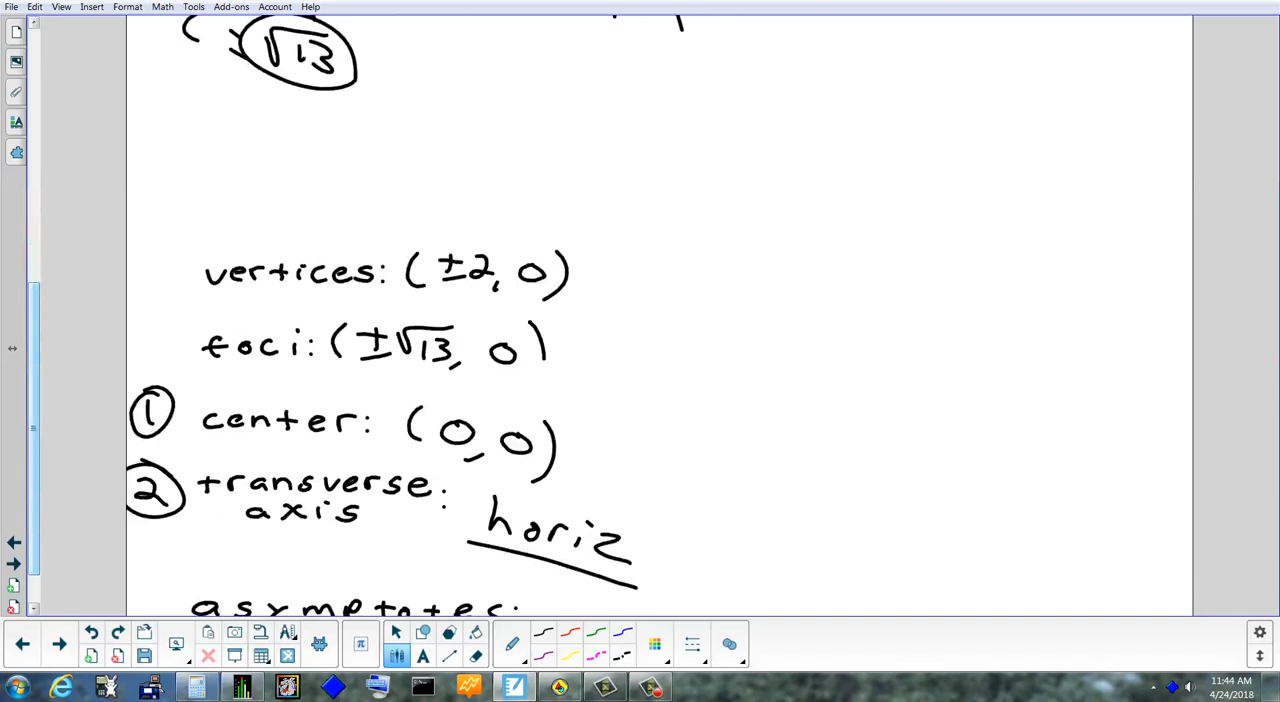 File Edit View Insert Format Math Tools Add-ons Account Help
√13
vertices: (±2, 0)
foci: (±√13, 0)
① center: (0, 0)
② transverse axis: horiz
asymptotes:
A
11:44 AM
4/24/2018